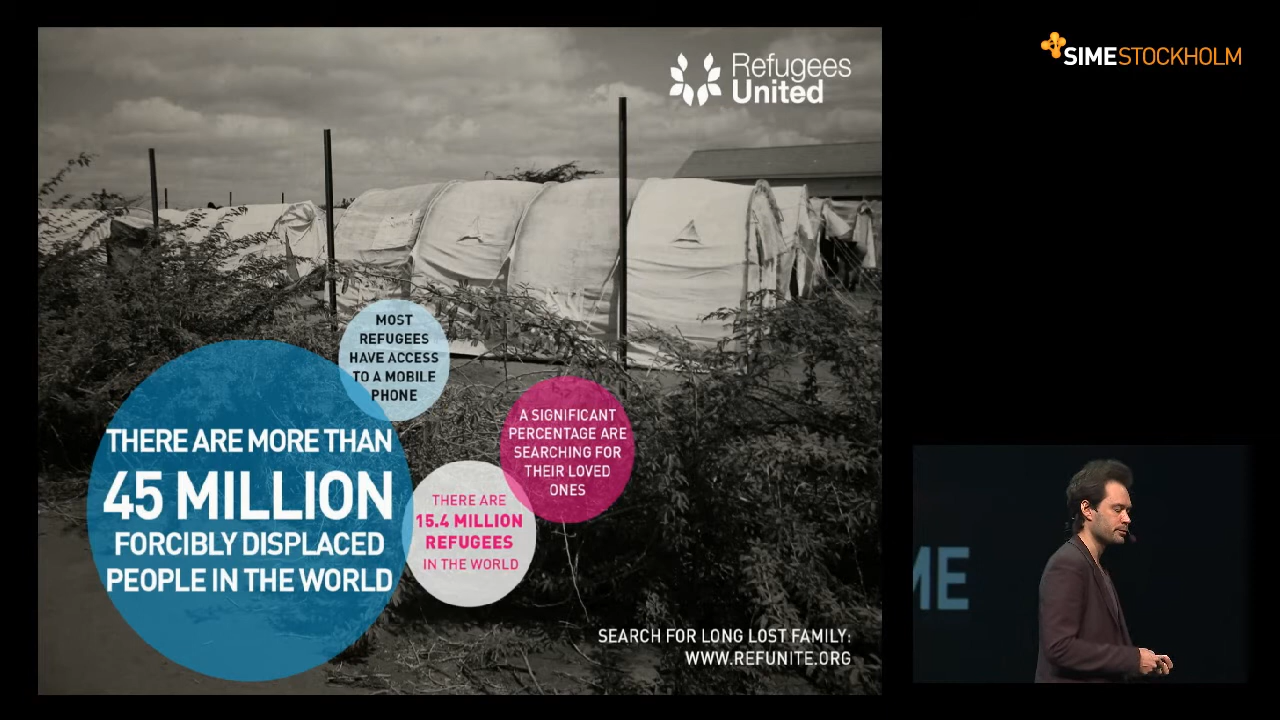 Refugees
United
SIMESTOCKHOLM
MOST
REFUGEES
HAVE ACCESS
TO A MOBILE
PHONE
A SIGNIFICANT
PERCENTAGE ARE
SEARCHING FOR
THEIR LOVED
ONES
THERE ARE MORE THAN
45 MILLION
FORCIBLY DISPLACED
PEOPLE IN THE WORLD
THERE ARE
15.4 MILLION
REFUGEES
IN THE WORLD
SEARCH FOR LONG LOST FAMILY:
WWW.REFUNITE.ORG
ME